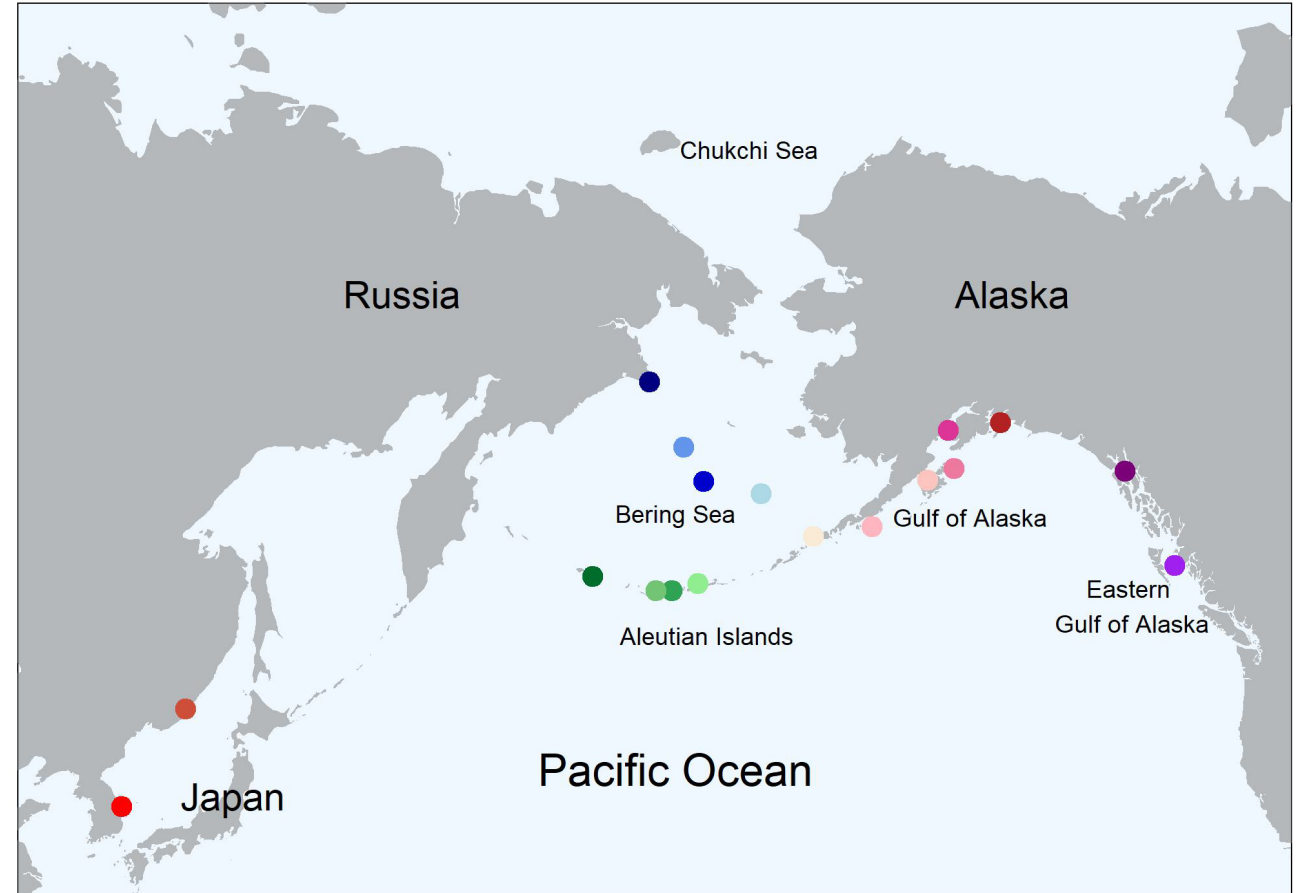 Chukchi Sea
Russia
Alaska
Bering Sea
Gulf of Alaska
Eastern
Gulf of Alaska
Aleutian Islands
Pacific Ocean
Japan